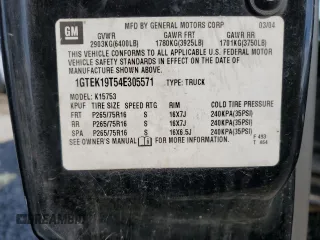 GM
MFD BY GENERAL MOTORS CORP 03/04
GVWR GAWR FRT GAWR RR
2903KG(6400LB) 1780KG(3925LB) 1701KG(3750LB)
THIS VEHICLE CONFORMS TO ALL APPLICABLE U.S. FEDERAL MOTOR
VEHICLE SAFETY AND THEFT PREVENTION STANDARDS IN EFFECT ON
THE DATE OF MANUFACTURE SHOWN ABOVE.
1GTEK19T54E305571 TYPE: TRUCK
MODEL: K15753
KPUF TIRE SIZE SPEED RTG RIM COLD TIRE PRESSURE
FRT P265/75R16 S 16X7J 240KPA(35PSI)
RR P265/75R16 S 16X7J 240KPA(35PSI)
SPA P265/75R16 S 16X6.5J 240KPA(35PSI)
SEE OWNER'S MANUAL FOR MORE INFORMATION.